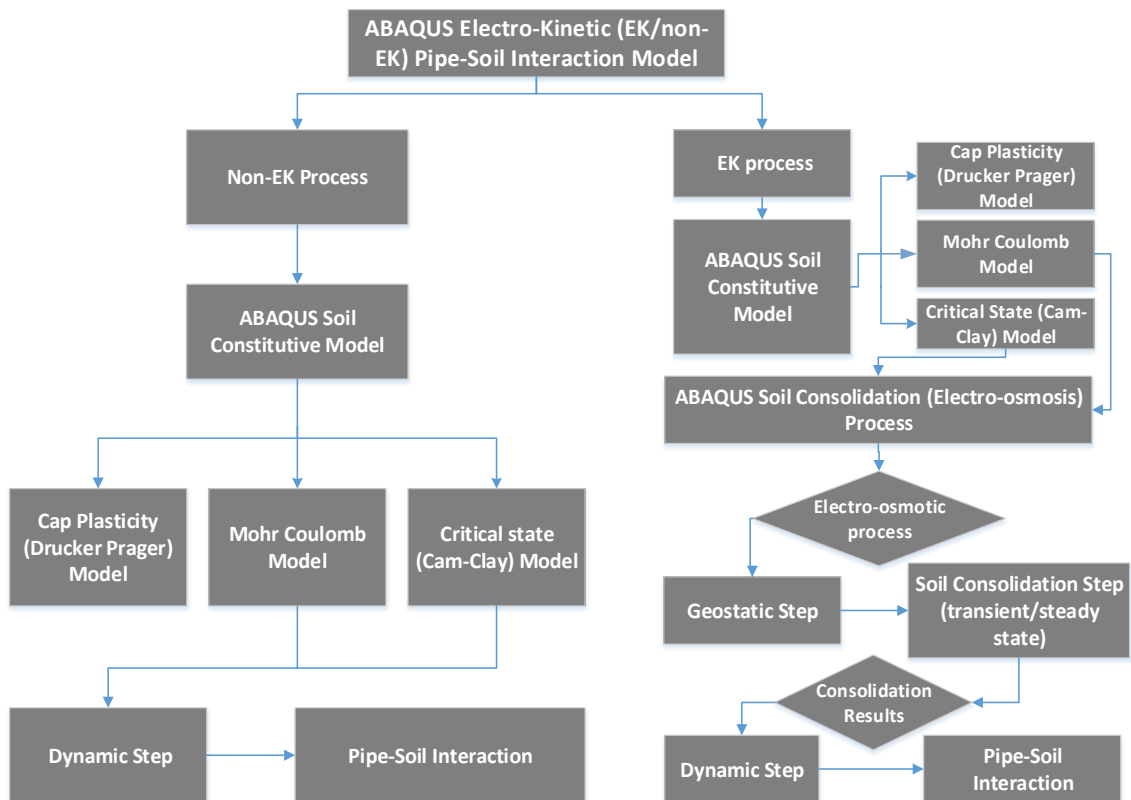 ABAQUS Electro-Kinetic (EK/non-
EK) Pipe-Soil Interaction Model
Non-EK Process
ABAQUS Soil
Constitutive Model
Cap Plasticity
(Drucker Prager)
Model
Mohr Coulomb
Model
Critical state
(Cam-Clay) Model
Dynamic Step
Pipe-Soil Interaction
EK process
ABAQUS Soil
Constitutive
Model
Cap Plasticity
(Drucker Prager)
Model
Mohr Coulomb
Model
Critical State (Cam-
Clay) Model
ABAQUS Soil Consolidation (Electro-osmosis)
Process
Electro-osmotic
process
Geostatic Step
Soil Consolidation Step
(transient/steady
state)
Consolidation
Results
Dynamic Step
Pipe-Soil
Interaction